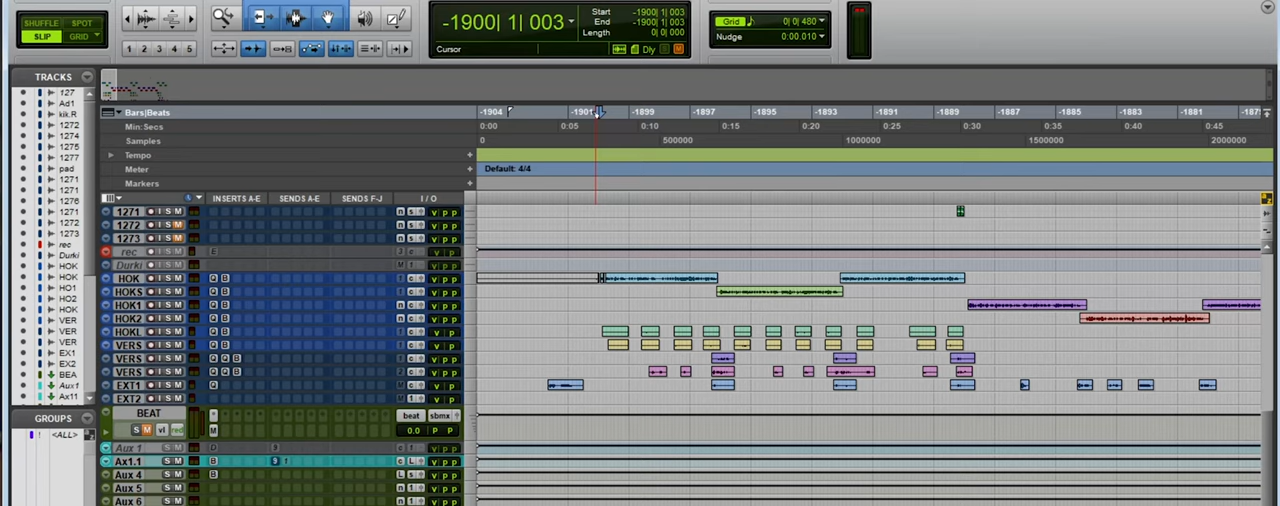 SHUFFLE SPOT
SLIP GRID
1 2 3 4 5
-1900| 1| 003
Start -1900| 1| 003
End -1900| 1| 003
Length 0| 0| 000
Cursor
Dly
Grid 0| 0| 480
Nudge 0:00.010
TRACKS
127
Ad1
kik.R
1272
1274
1275
1277
pad
1271
1271
1276
1271
1272
1273
rec
Durki
HOK
HOK
HO1
HO2
HOK
VER
VER
VER
EX1
EX2
BEA
Aux1
Ax11
GROUPS
! <ALL>
Bars|Beats -1904 -1901 -1899 -1897 -1895 -1893 -1891 -1889 -1887 -1885 -1883 -1881
Min:Secs 0:00 0:05 0:10 0:15 0:20 0:25 0:30 0:35 0:40 0:45
Samples 0 500000 1000000 1500000 2000000
Tempo
Meter Default: 4/4
Markers
INSERTS A-E SENDS A-E SENDS F-J I / O
1271 I S M n s v p p
1272 I S M n s v p p
1273 I S M n s v p p
rec I S M E v p p
Durki I S M v p p
HOK I S M Q B v p p
HOKS I S M Q B v p p
HOK1 I S M Q B v p p
HOK2 I S M Q B v p p
HOKL I S M Q B v p p
VERS I S M Q B v p p
VERS I S M Q Q B v p p
VERS I S M Q Q B v p p
EXT1 I S M Q v p p
EXT2 I S M v p p
BEAT beat sbmx
S M vl red M 0.0 P P
Aux 1 S M D v p p
Ax1.1 S M B v p p
Aux 4 S M B v p p
Aux 5 S M v p p
Aux 6 S M v p p